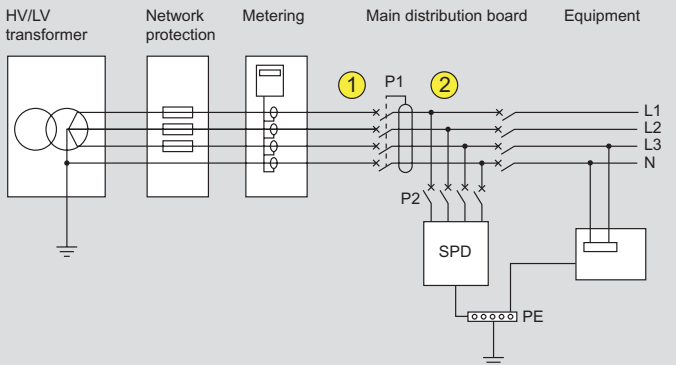 HV/LV
transformer
Network
protection
Metering
Main distribution board
Equipment
1
P1
2
L1
L2
L3
N
P2
SPD
PE